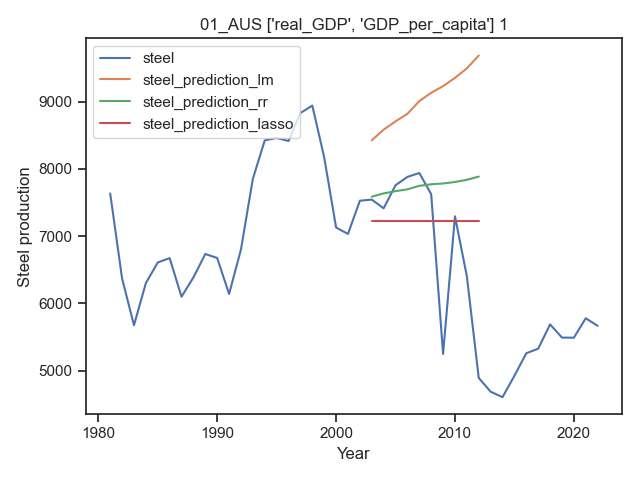 01_AUS ['real_GDP', 'GDP_per_capita'] 1
steel
steel_prediction_lm
steel_prediction_rr
steel_prediction_lasso
Steel production
9000
8000
7000
6000
5000
1980 1990 2000 2010 2020
Year